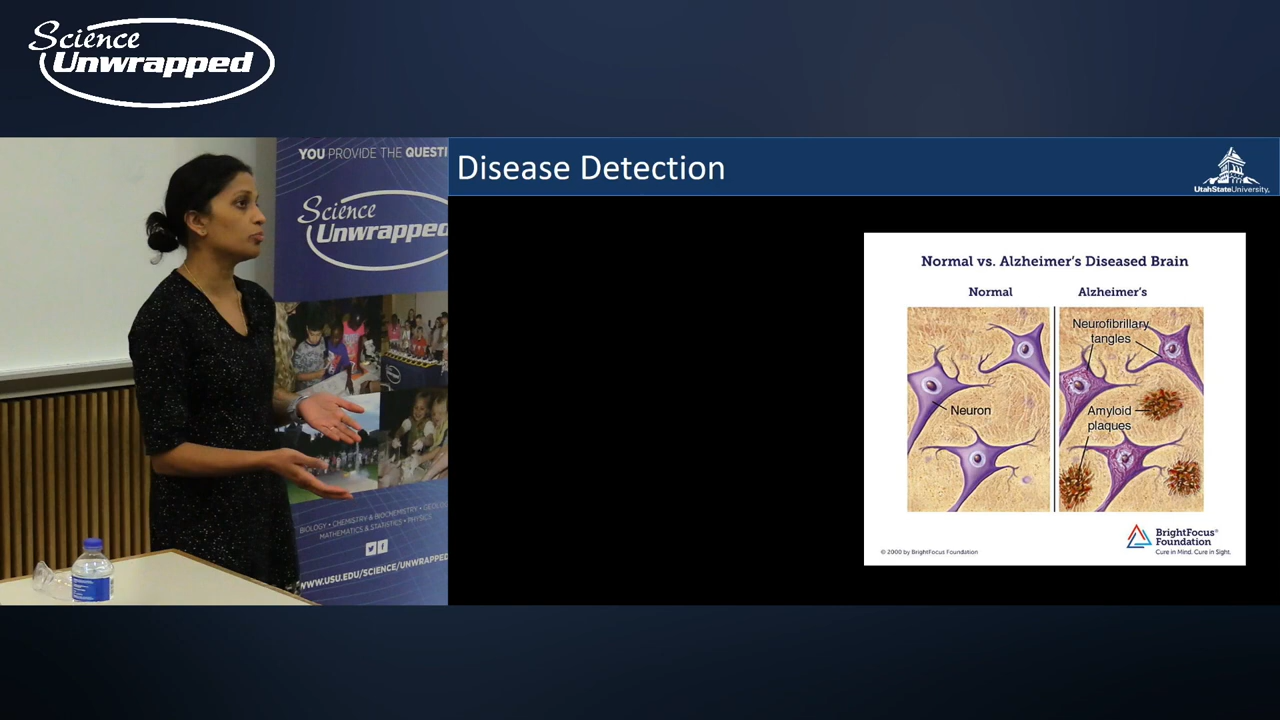 Science
Unwrapped
YOU PROVIDE THE QUESTI
Science
Unwrapped
BIOLOGY • CHEMISTRY & BIOCHEMISTRY • GEOLO
MATHEMATICS & STATISTICS • PHYSICS
WWW.USU.EDU/SCIENCE/UNWRAPPED
Disease Detection
UtahStateUniversity
Normal vs. Alzheimer's Diseased Brain
Normal
Alzheimer's
Neuron
Neurofibrillary
tangles
Amyloid
plaques
© 2000 by BrightFocus Foundation
BrightFocus®
Foundation
Cure in Mind. Cure in Sight.